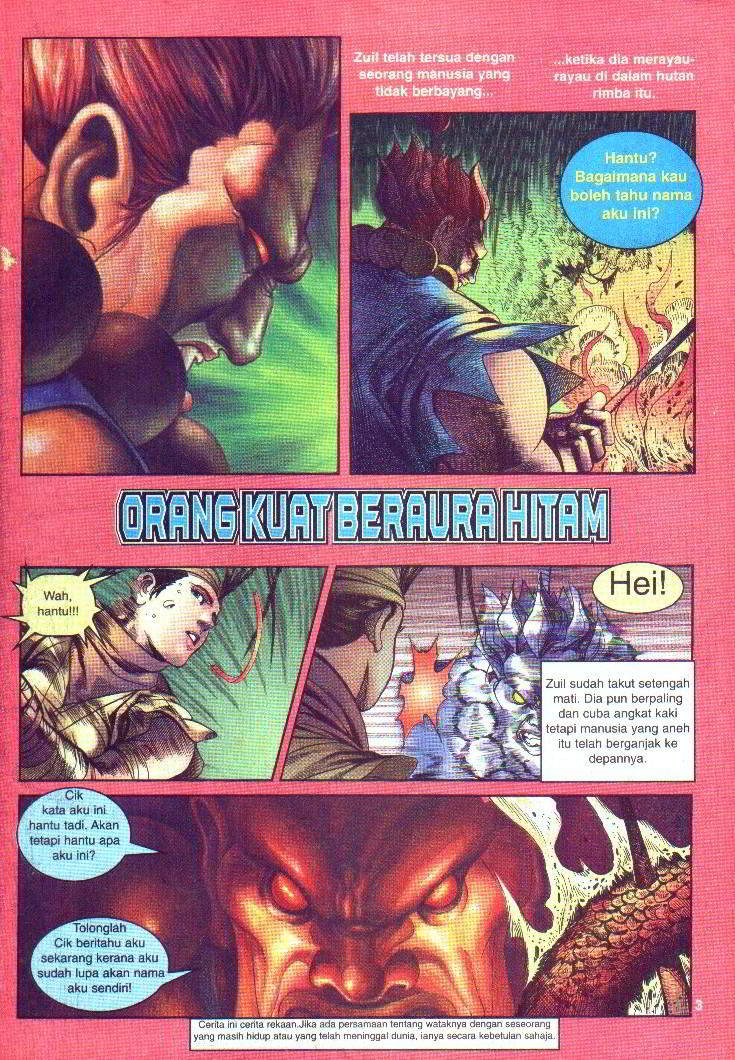 Zuil telah tersua dengan
seorang manusia yang
tidak berbayang...
...ketika dia merayau-
rayau di dalam hutan
rimba itu.
Hantu?
Bagaimana kau
boleh tahu nama
aku ini?
ORANG KUAT BERAURA HITAM
Wah,
hantu!!!
Hei!
Zuil sudah takut setengah
mati. Dia pun berpaling
dan cuba angkat kaki
tetapi manusia yang aneh
itu telah berganjak ke
depannya.
Cik
kata aku ini
hantu tadi. Akan
tetapi hantu apa
aku ini?
Tolonglah
Cik beritahu aku
sekarang kerana aku
sudah lupa akan nama
aku sendiri!
3
Cerita ini cerita rekaan.Jika ada persamaan tentang wataknya dengan seseorang
yang masih hidup atau yang telah meninggal dunia, ianya secara kebetulan sahaja.